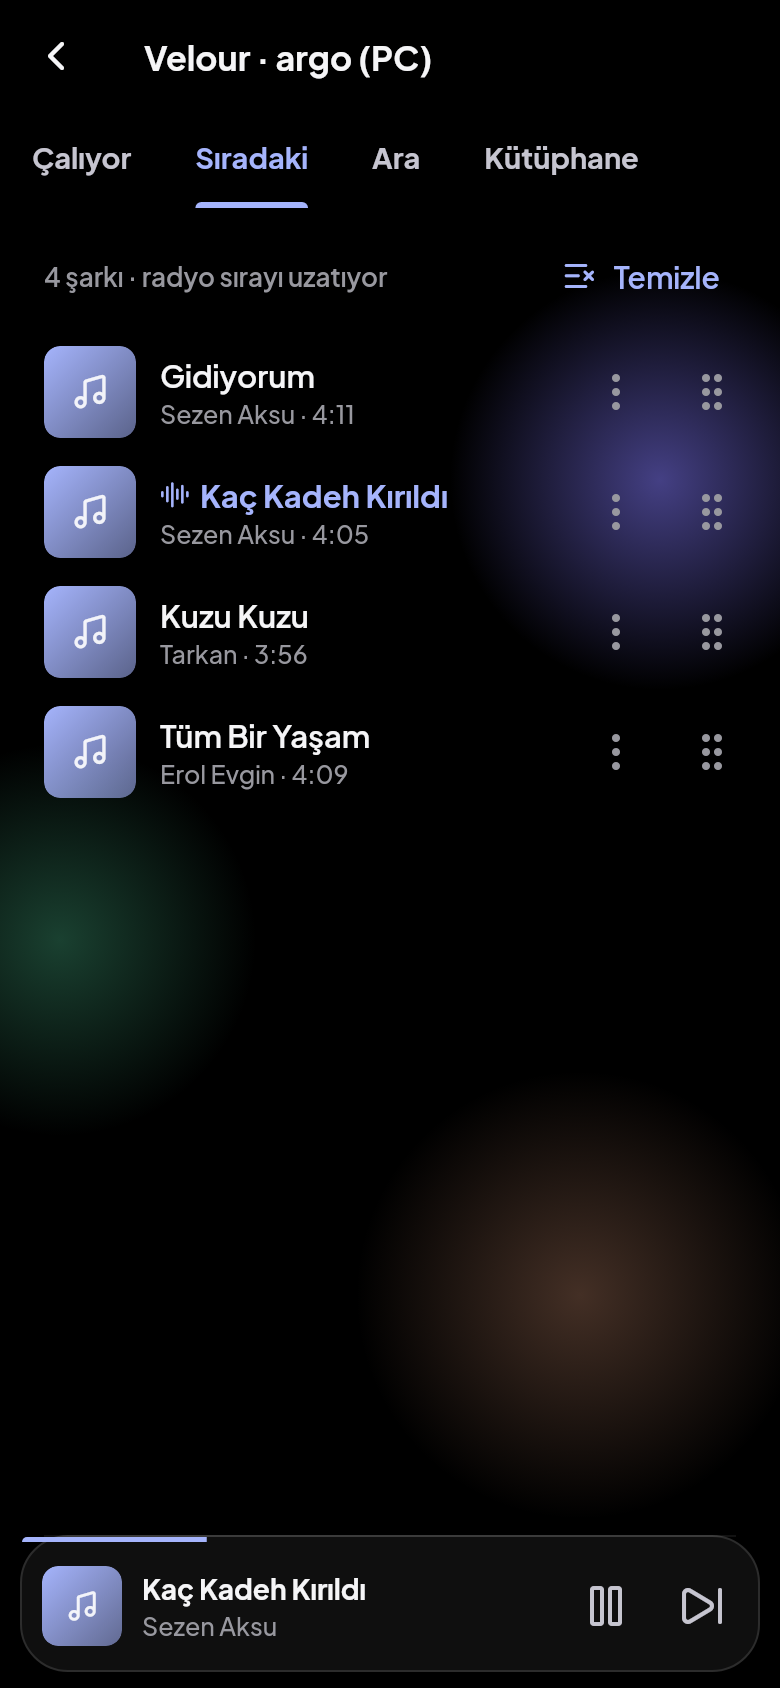 Velour · argo (PC)
Çalıyor Sıradaki Ara Kütüphane
4 şarkı · radyo sırayı uzatıyor Temizle
Gidiyorum
Sezen Aksu · 4:11
Kaç Kadeh Kırıldı
Sezen Aksu · 4:05
Kuzu Kuzu
Tarkan · 3:56
Tüm Bir Yaşam
Erol Evgin · 4:09
Kaç Kadeh Kırıldı
Sezen Aksu